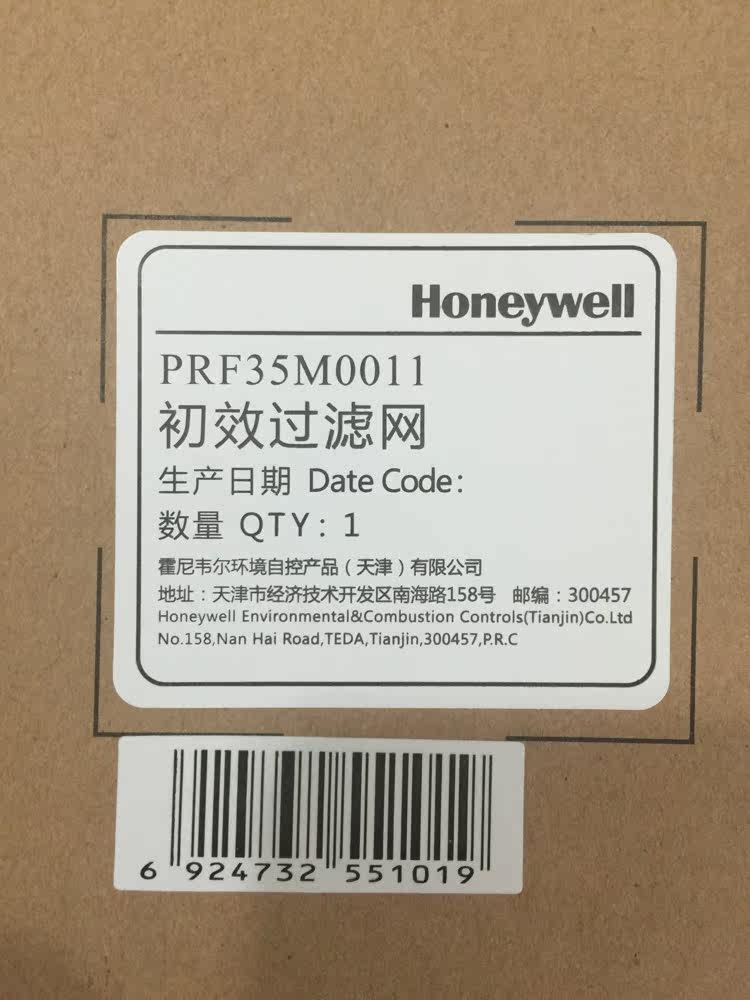 Honeywell
PRF35M0011
初效过滤网
生产日期 Date Code:
数量 QTY: 1
霍尼韦尔环境自控产品（天津）有限公司
地址：天津市经济技术开发区南海路158号 邮编：300457
Honeywell Environmental&Combustion Controls(Tianjin)Co.Ltd
No.158,Nan Hai Road,TEDA,Tianjin,300457,P.R.C
6 924732 551019